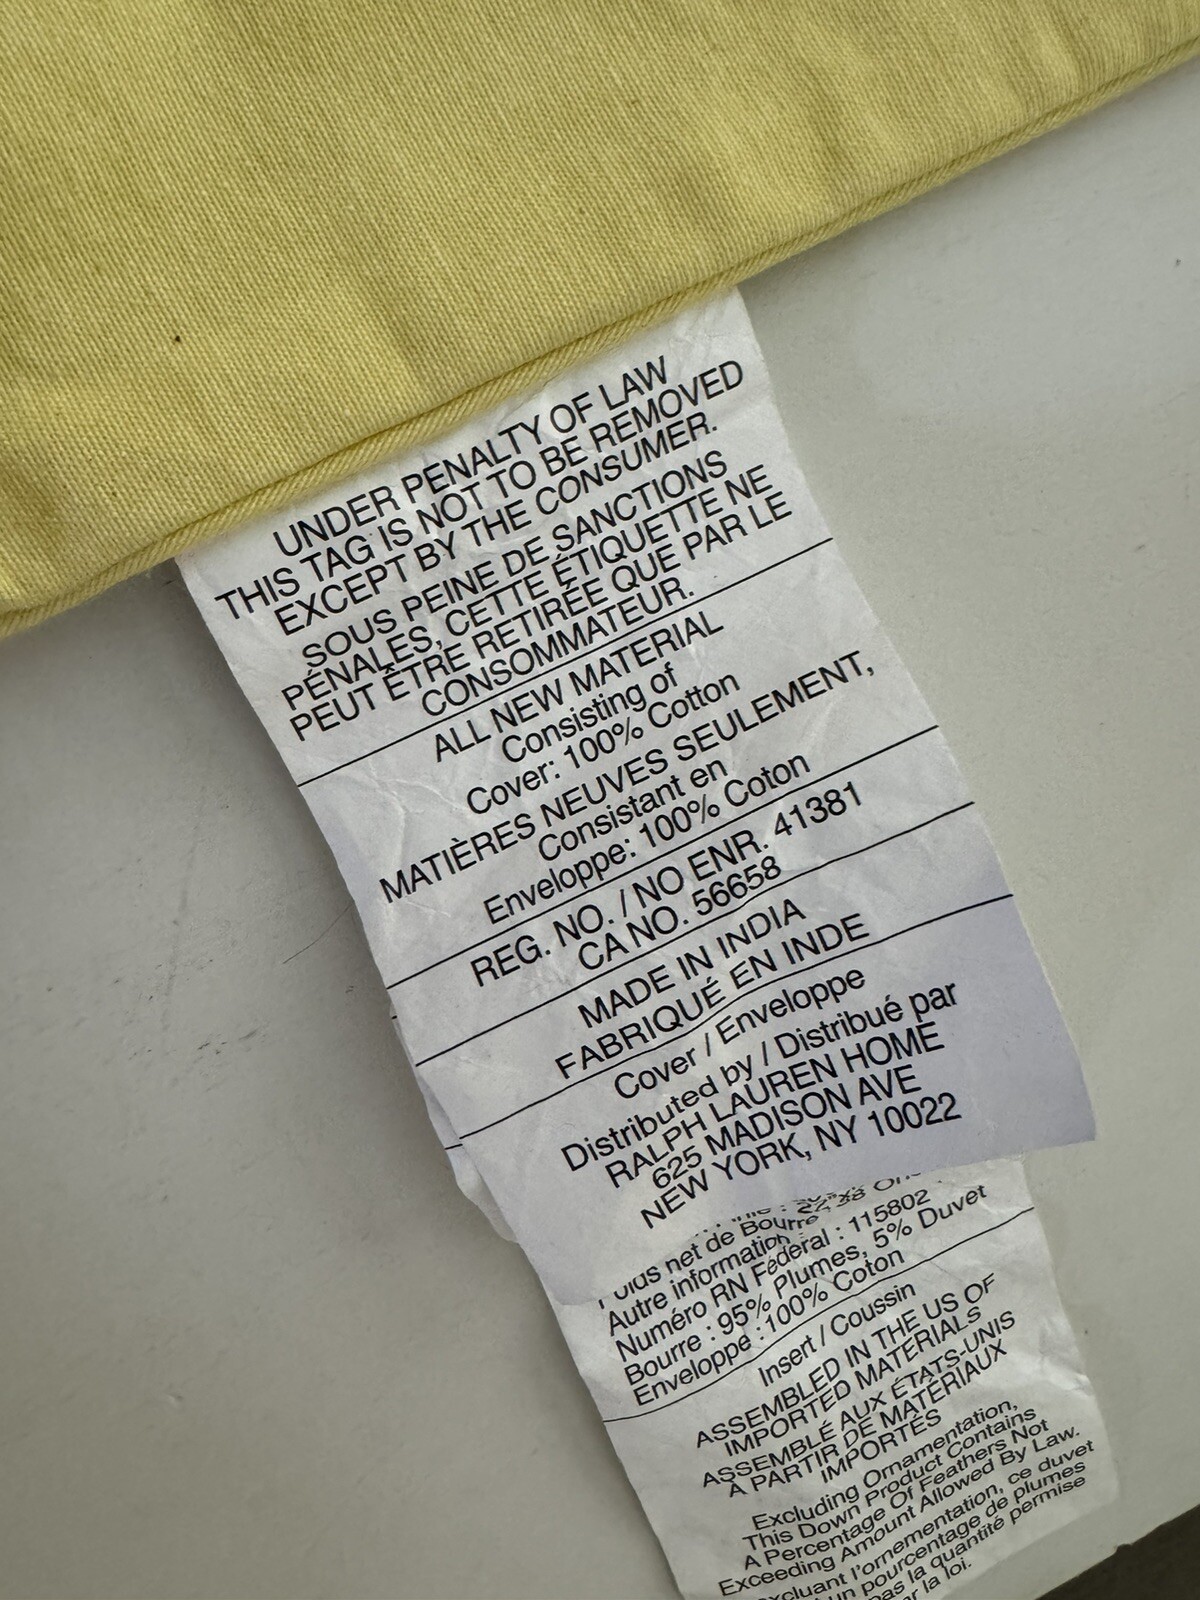 UNDER PENALTY OF LAW
THIS TAG IS NOT TO BE REMOVED
EXCEPT BY THE CONSUMER.
SOUS PEINE DE SANCTIONS
PÉNALES, CETTE ÉTIQUETTE NE
PEUT ÊTRE RETIRÉE QUE PAR LE
CONSOMMATEUR.
ALL NEW MATERIAL
Consisting of
Cover: 100% Cotton
MATIÈRES NEUVES SEULEMENT,
Consistant en
Enveloppe: 100% Coton
REG. NO. / NO ENR. 41381
CA NO. 56658
MADE IN INDIA
FABRIQUÉ EN INDE
Cover / Enveloppe
Distributed by / Distribué par
RALPH LAUREN HOME
625 MADISON AVE
NEW YORK, NY 10022
net de Bourre
Autre information
Numéro RN Fédéral : 115802
Bourre : 95% Plumes, 5% Duvet
Enveloppe :100% Coton
Insert / Coussin
ASSEMBLED IN THE US OF
IMPORTED MATERIALS
ASSEMBLÉ AUX ÉTATS-UNIS
À PARTIR DE MATÉRIAUX
IMPORTÉS
Excluding Ornamentation,
This Down Product Contains
A Percentage Of Feathers Not
Exceeding Amount Allowed By Law.
l'ornementation, ce duvet
un pourcentage de plumes
pas la quantité permise
la loi.